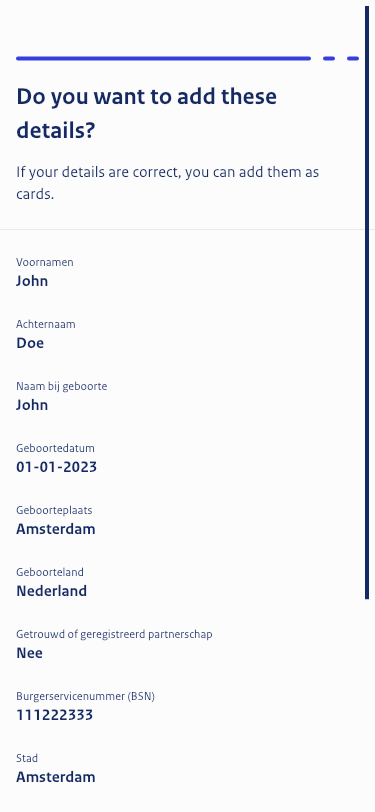 Do you want to add these
details?
If your details are correct, you can add them as
cards.
Voornamen
John
Achternaam
Doe
Naam bij geboorte
John
Geboortedatum
01-01-2023
Geboorteplaats
Amsterdam
Geboorteland
Nederland
Getrouwd of geregistreerd partnerschap
Nee
Burgerservicenummer (BSN)
111222333
Stad
Amsterdam